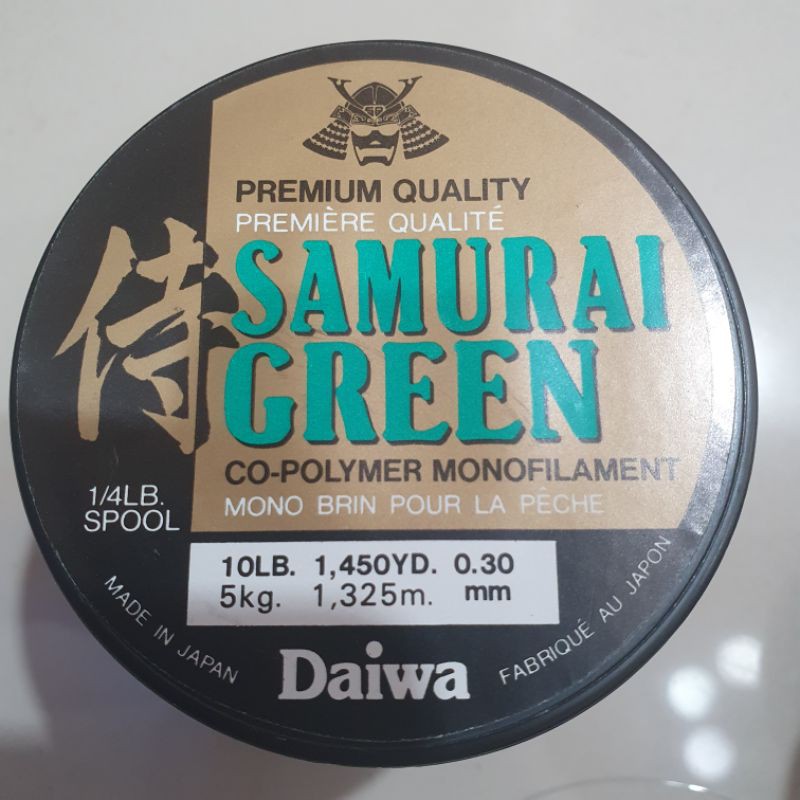 PREMIUM QUALITY
PREMIÈRE QUALITÉ
侍
SAMURAI
GREEN
CO-POLYMER MONOFILAMENT
MONO BRIN POUR LA PÊCHE
1/4LB.
SPOOL
10LB. 1,450YD. 0.30
5kg. 1,325m. mm
MADE IN JAPAN
Daiwa
FABRIQUÉ AU JAPON